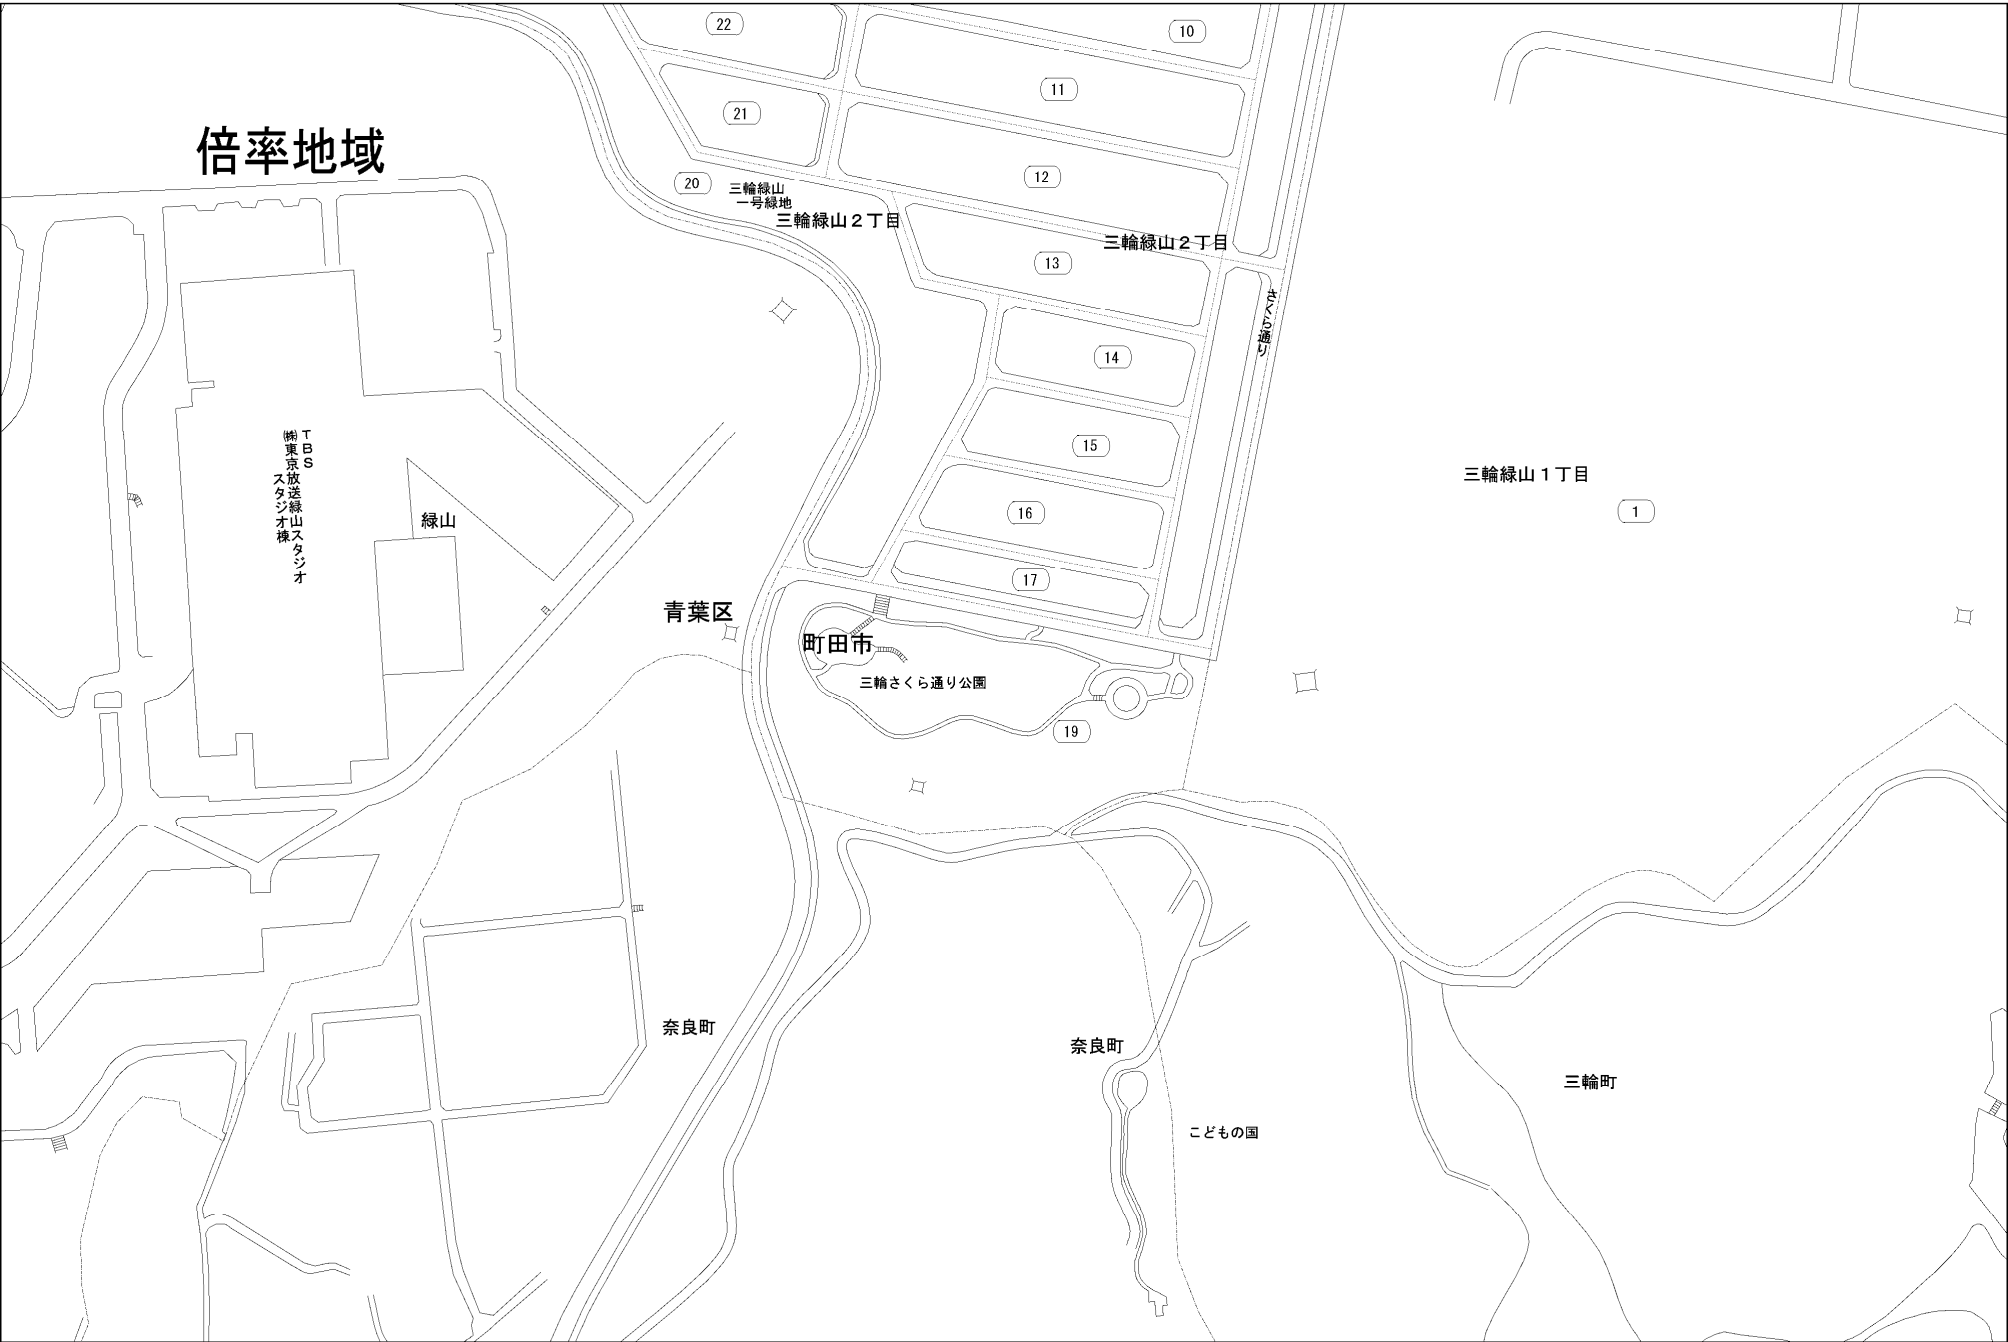 22
10
11
21
倍率地域
12
20
三輪緑山
一号緑地
三輪緑山２丁目
三輪緑山２丁目
13
さくら通り
14
ＴＢＳ
㈱東京放送緑山スタジオ
スタジオ棟
15
三輪緑山１丁目
16
1
緑山
17
青葉区
町田市
三輪さくら通り公園
19
奈良町
奈良町
三輪町
こどもの国